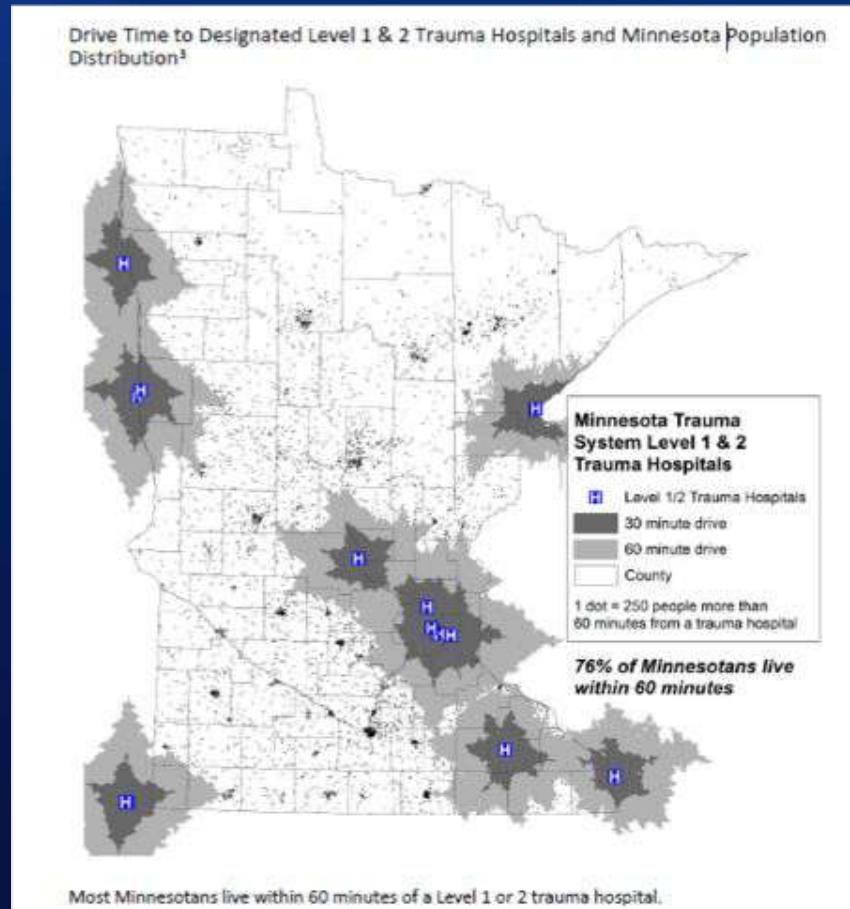 Drive Time to Designated Level 1 & 2 Trauma Hospitals and Minnesota Population
Distribution³
H
H
H
H
H
H
H
H
H
H
H
Minnesota Trauma
System Level 1 & 2
Trauma Hospitals
H Level 1/2 Trauma Hospitals
30 minute drive
60 minute drive
County
1 dot = 250 people more than
60 minutes from a trauma hospital
76% of Minnesotans live
within 60 minutes
Most Minnesotans live within 60 minutes of a Level 1 or 2 trauma hospital.